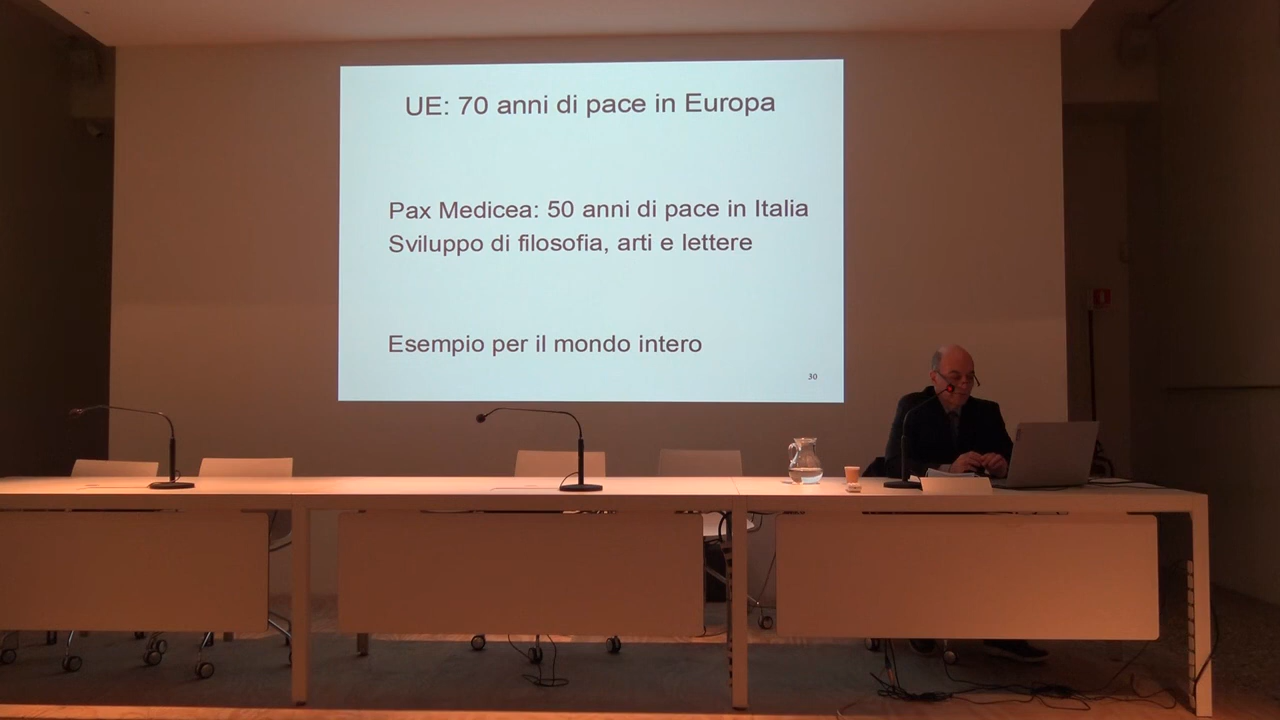 UE: 70 anni di pace in Europa
Pax Medicea: 50 anni di pace in Italia
Sviluppo di filosofia, arti e lettere
Esempio per il mondo intero
30